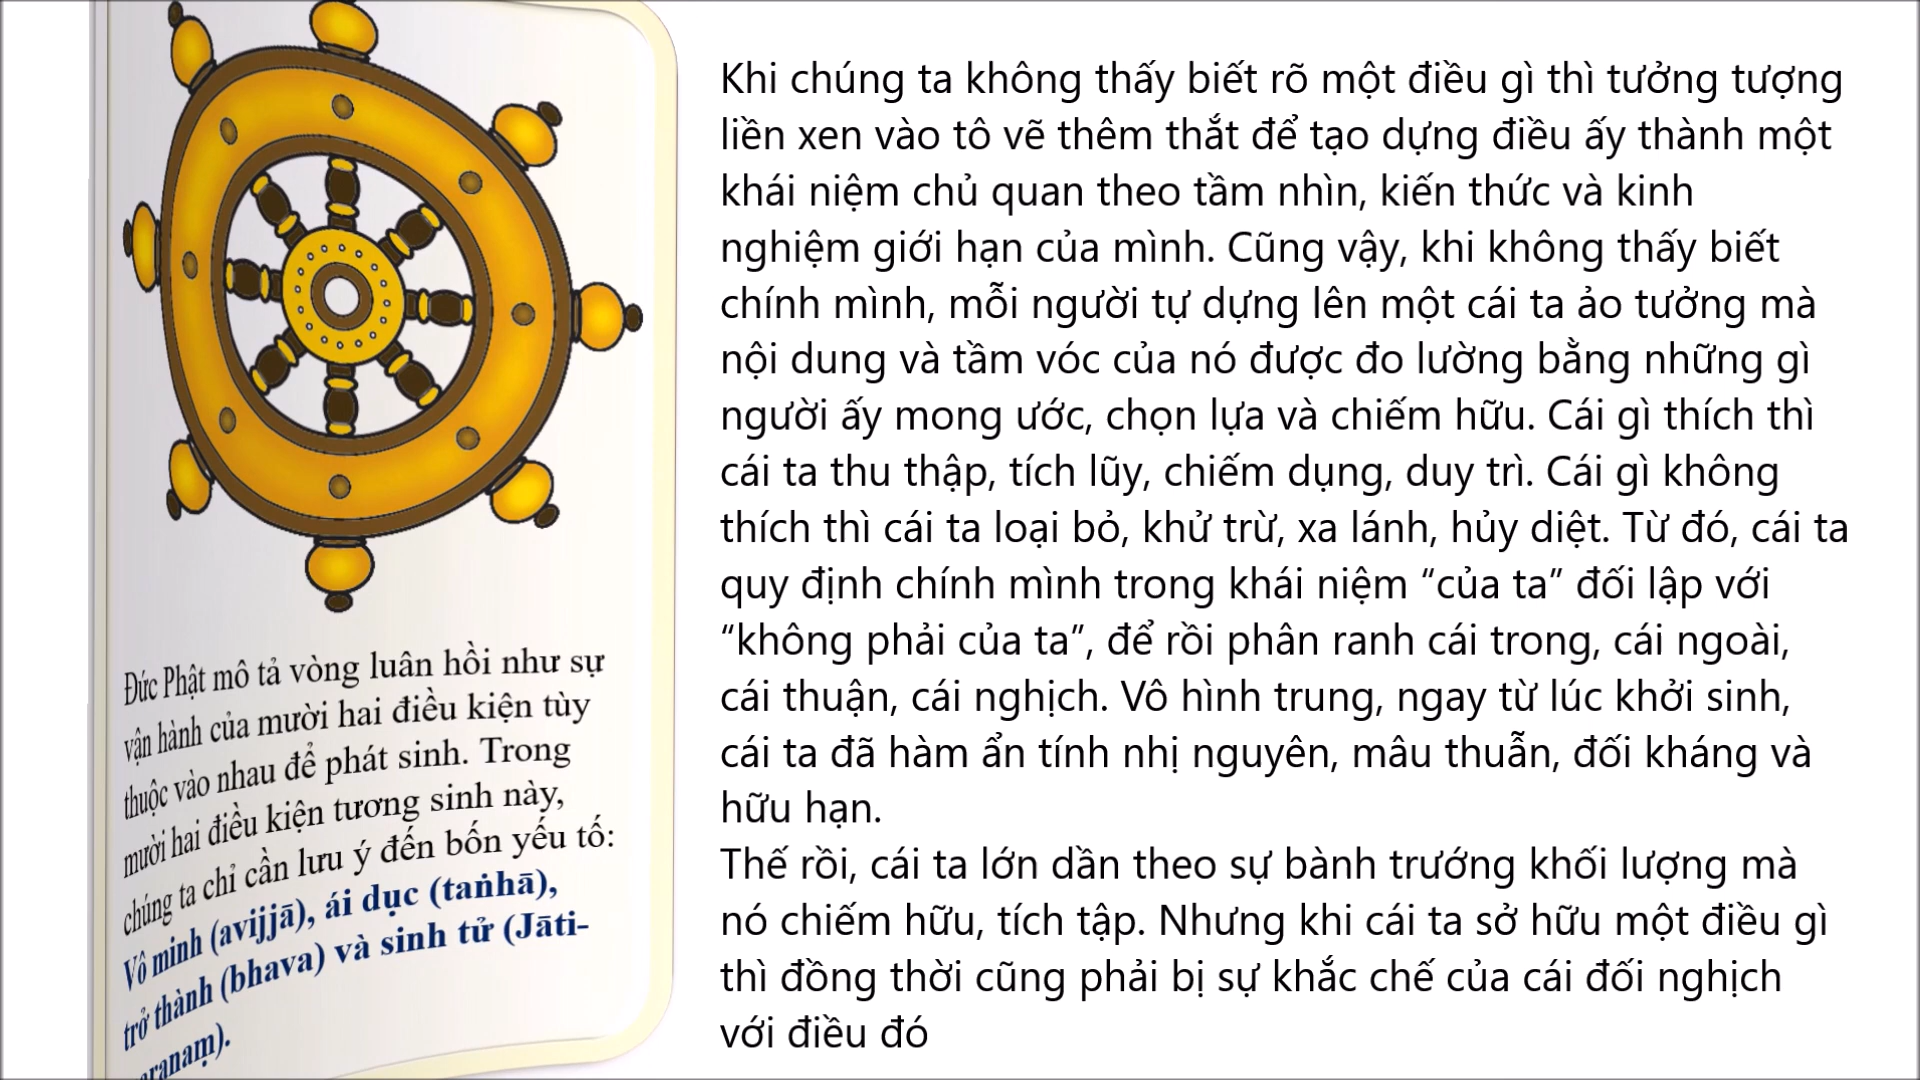 Đức Phật mô tả vòng luân hồi như sự
vận hành của mười hai điều kiện tùy
thuộc vào nhau để phát sinh. Trong
mười hai điều kiện tương sinh này,
chúng ta chỉ cần lưu ý đến bốn yếu tố:
Vô minh (avijjā), ái dục (taṅhā),
trở thành (bhava) và sinh tử (Jāti-
Khi chúng ta không thấy biết rõ một điều gì thì tưởng tượng
liền xen vào tô vẽ thêm thắt để tạo dựng điều ấy thành một
khái niệm chủ quan theo tầm nhìn, kiến thức và kinh
nghiệm giới hạn của mình. Cũng vậy, khi không thấy biết
chính mình, mỗi người tự dựng lên một cái ta ảo tưởng mà
nội dung và tầm vóc của nó được đo lường bằng những gì
người ấy mong ước, chọn lựa và chiếm hữu. Cái gì thích thì
cái ta thu thập, tích lũy, chiếm dụng, duy trì. Cái gì không
thích thì cái ta loại bỏ, khử trừ, xa lánh, hủy diệt. Từ đó, cái ta
quy định chính mình trong khái niệm “của ta” đối lập với
“không phải của ta”, để rồi phân ranh cái trong, cái ngoài,
cái thuận, cái nghịch. Vô hình trung, ngay từ lúc khởi sinh,
cái ta đã hàm ẩn tính nhị nguyên, mâu thuẫn, đối kháng và
hữu hạn.
Thế rồi, cái ta lớn dần theo sự bành trướng khối lượng mà
nó chiếm hữu, tích tập. Nhưng khi cái ta sở hữu một điều gì
thì đồng thời cũng phải bị sự khắc chế của cái đối nghịch
với điều đó